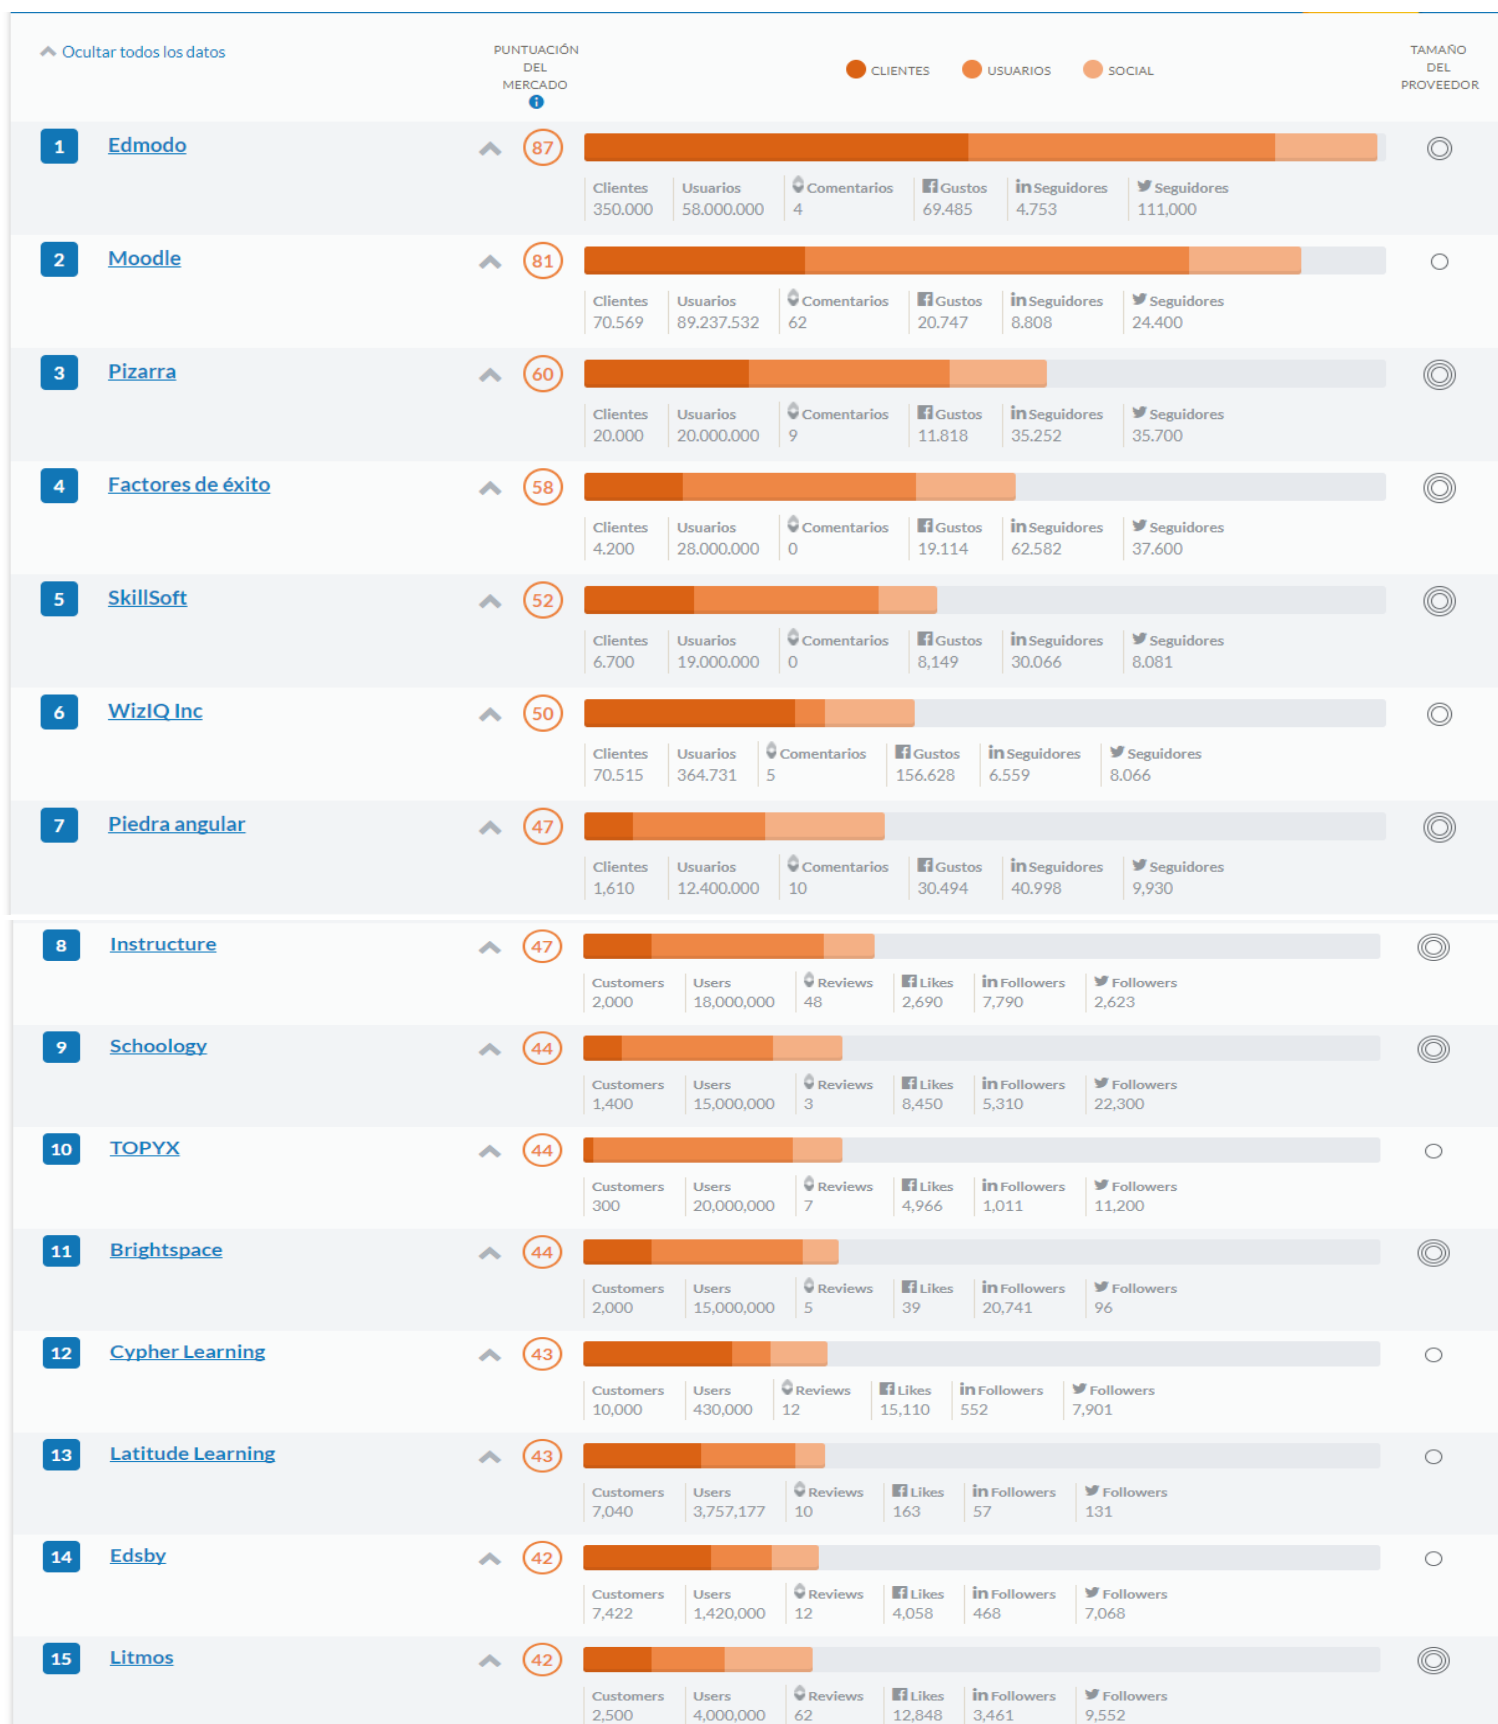 Ocultar todos los datos
PUNTUACIÓN
DEL
MERCADO
CLIENTES USUARIOS SOCIAL
TAMAÑO
DEL
PROVEEDOR
1 Edmodo 87
Clientes Usuarios Comentarios Gustos Seguidores Seguidores
350.000 58.000.000 4 69.485 4.753 111,000
2 Moodle 81
Clientes Usuarios Comentarios Gustos Seguidores Seguidores
70.569 89.237.532 62 20.747 8.808 24.400
3 Pizarra 60
Clientes Usuarios Comentarios Gustos Seguidores Seguidores
20.000 20.000.000 9 11.818 35.252 35.700
4 Factores de éxito 58
Clientes Usuarios Comentarios Gustos Seguidores Seguidores
4.200 28.000.000 0 19.114 62.582 37.600
5 SkillSoft 52
Clientes Usuarios Comentarios Gustos Seguidores Seguidores
6.700 19.000.000 0 8,149 30.066 8.081
6 WizIQ Inc 50
Clientes Usuarios Comentarios Gustos Seguidores Seguidores
70.515 364.731 5 156.628 6.559 8.066
7 Piedra angular 47
Clientes Usuarios Comentarios Gustos Seguidores Seguidores
1,610 12.400.000 10 30.494 40.998 9,930
8 Instructure 47
Customers Users Reviews Likes Followers Followers
2,000 18,000,000 48 2,690 7,790 2,623
9 Schoology 44
Customers Users Reviews Likes Followers Followers
1,400 15,000,000 3 8,450 5,310 22,300
10 TOPYX 44
Customers Users Reviews Likes Followers Followers
300 20,000,000 7 4,966 1,011 11,200
11 Brightspace 44
Customers Users Reviews Likes Followers Followers
2,000 15,000,000 5 39 20,741 96
12 Cypher Learning 43
Customers Users Reviews Likes Followers Followers
10,000 430,000 12 15,110 552 7,901
13 Latitude Learning 43
Customers Users Reviews Likes Followers Followers
7,040 3,757,177 10 163 57 131
14 Edsby 42
Customers Users Reviews Likes Followers Followers
7,422 1,420,000 12 4,058 468 7,068
15 Litmos 42
Customers Users Reviews Likes Followers Followers
2,500 4,000,000 62 12,848 3,461 9,552